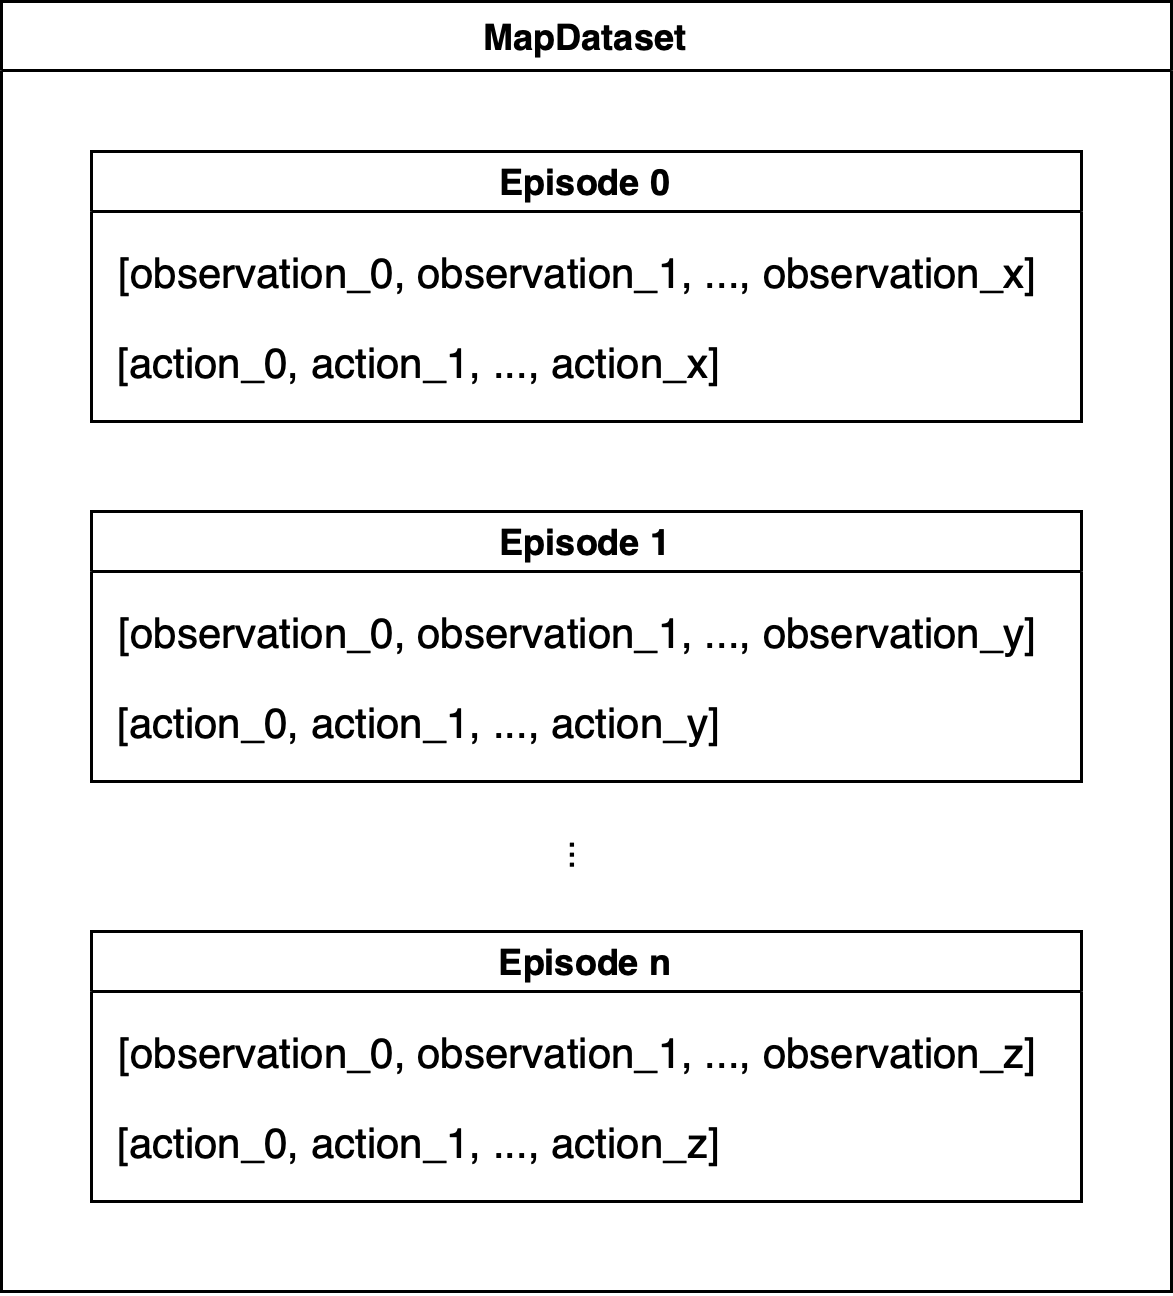 MapDataset
Episode 0
[observation_0, observation_1, ..., observation_x]
[action_0, action_1, ..., action_x]
Episode 1
[observation_0, observation_1, ..., observation_y]
[action_0, action_1, ..., action_y]
⋮
Episode n
[observation_0, observation_1, ..., observation_z]
[action_0, action_1, ..., action_z]